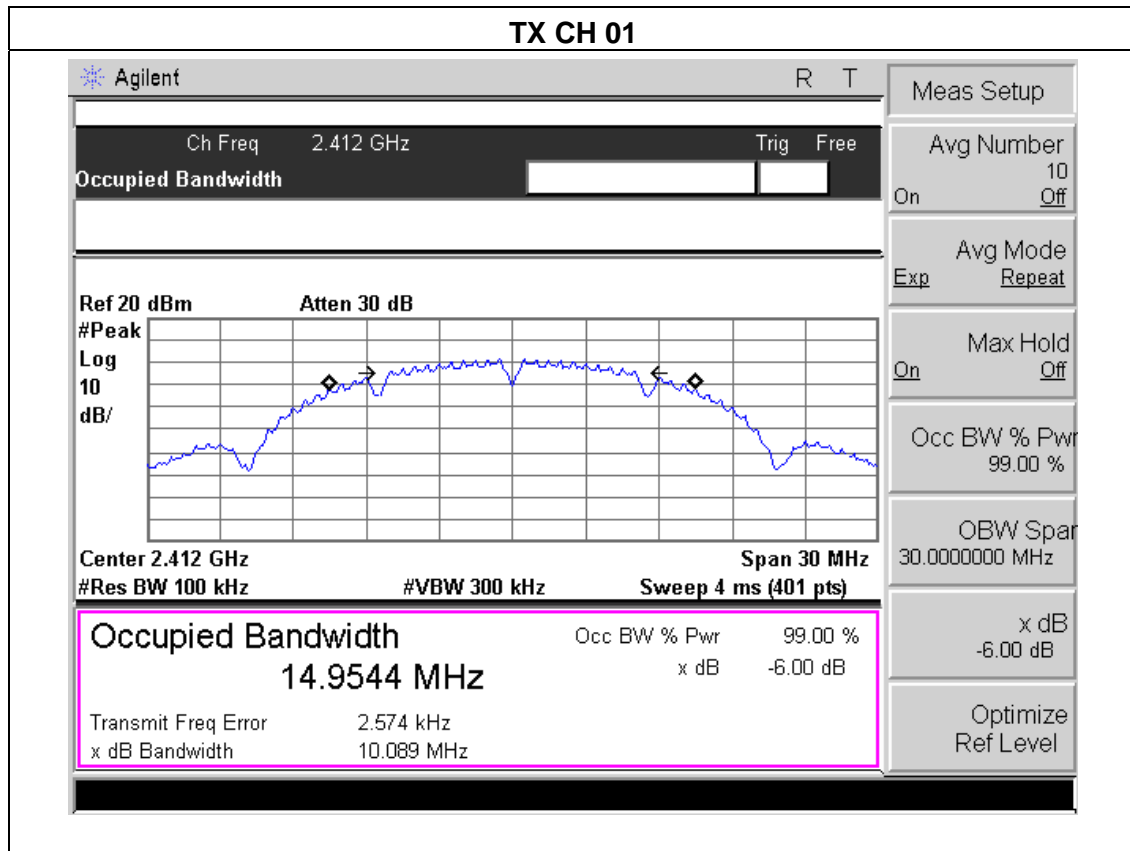 TX CH 01
Agilent R T
Ch Freq 2.412 GHz Trig Free
Occupied Bandwidth
Ref 20 dBm Atten 30 dB
#Peak
Log
10
dB/
Center 2.412 GHz Span 30 MHz
#Res BW 100 kHz #VBW 300 kHz Sweep 4 ms (401 pts)
Occupied Bandwidth Occ BW % Pwr 99.00 %
14.9544 MHz x dB -6.00 dB
Transmit Freq Error 2.574 kHz
x dB Bandwidth 10.089 MHz
Meas Setup
Avg Number
10
On Off
Avg Mode
Exp Repeat
Max Hold
On Off
Occ BW % Pwr
99.00 %
OBW Span
30.0000000 MHz
x dB
-6.00 dB
Optimize
Ref Level